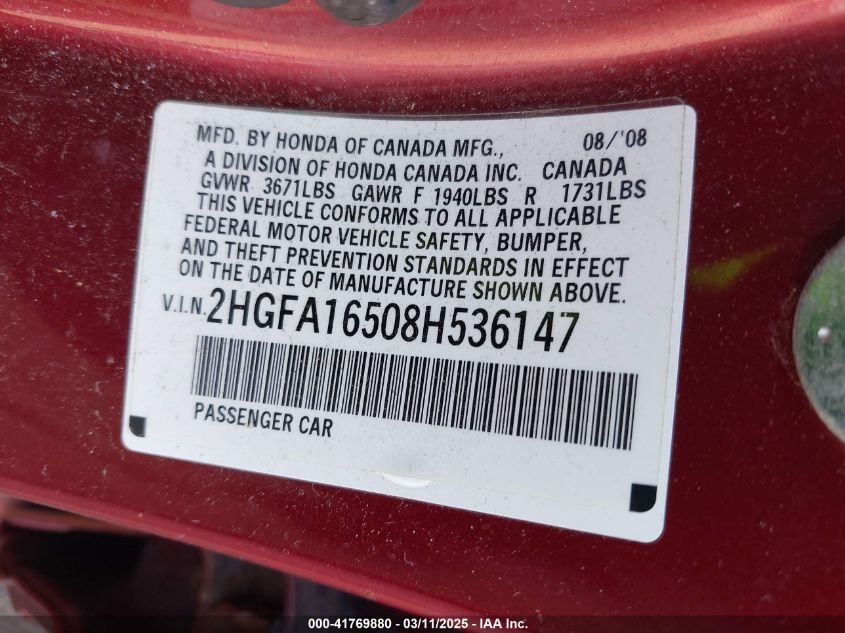 MFD. BY HONDA OF CANADA MFG., 08/'08
A DIVISION OF HONDA CANADA INC. CANADA
GVWR 3671LBS GAWR F 1940LBS R 1731LBS
THIS VEHICLE CONFORMS TO ALL APPLICABLE
FEDERAL MOTOR VEHICLE SAFETY, BUMPER,
AND THEFT PREVENTION STANDARDS IN EFFECT
ON THE DATE OF MANUFACTURE SHOWN ABOVE.
V.I.N. 2HGFA16508H536147
PASSENGER CAR
000-41769880 - 03/11/2025 - IAA Inc.